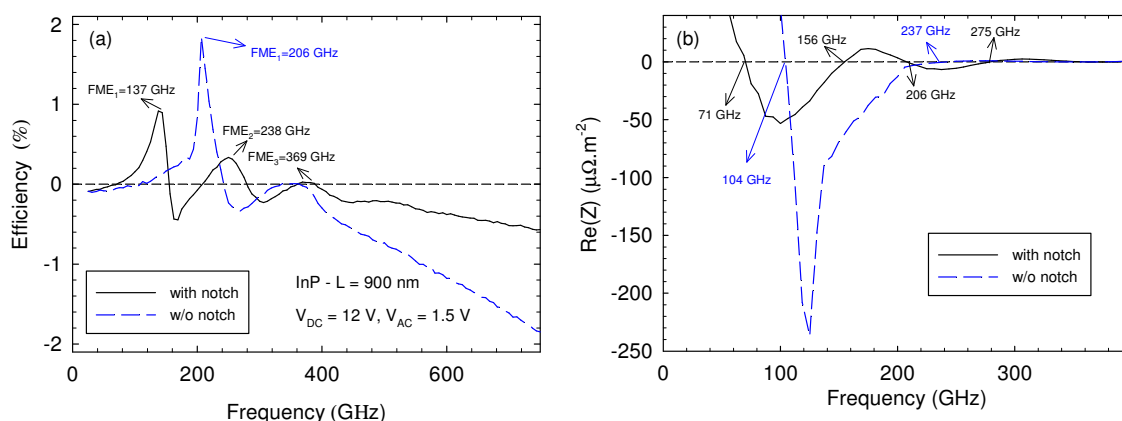 (a)
FME1=206 GHz
FME1=137 GHz
FME2=238 GHz
FME3=369 GHz
2
1
0
-1
-2
Efficiency (%)
with notch
w/o notch
InP - L = 900 nm
VDC = 12 V, VAC = 1.5 V
0 200 400 600
Frequency (GHz)
(b)
156 GHz
237 GHz
275 GHz
71 GHz
206 GHz
104 GHz
0
-50
-100
-150
-200
-250
Re(Z) (μΩ.m-2)
with notch
w/o notch
0 100 200 300
Frequency (GHz)